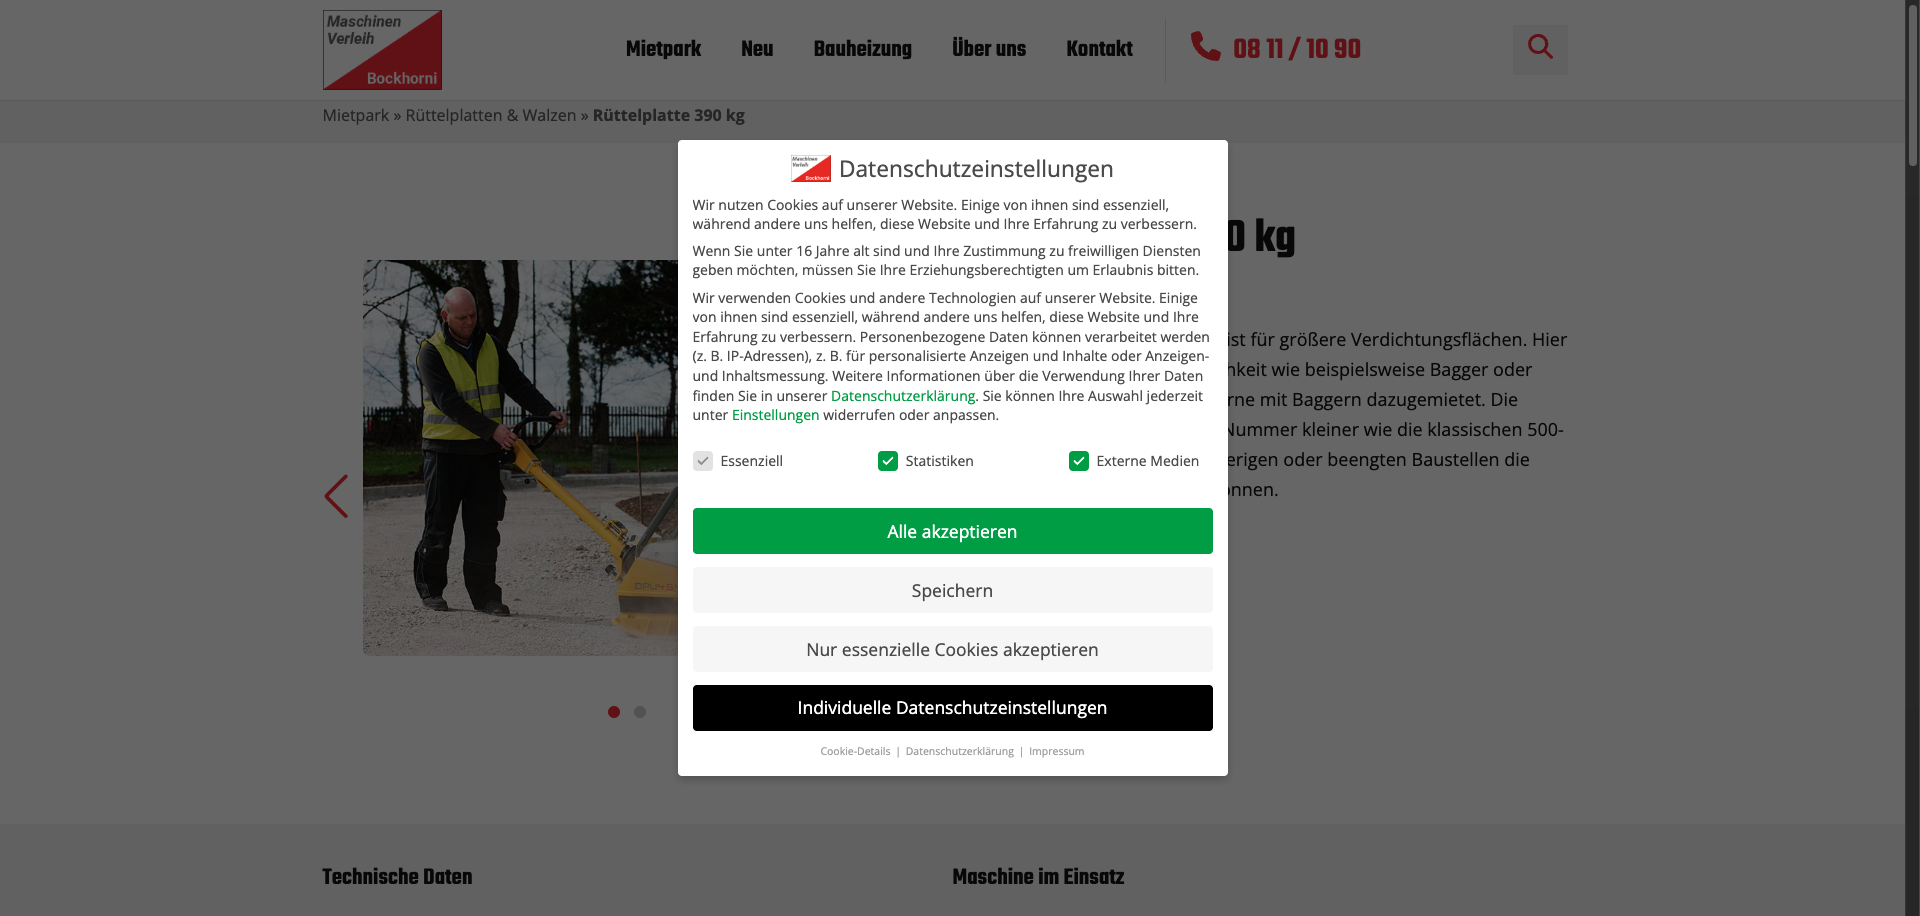 Maschinen
Verleih
Bockhorni
Mietpark
Neu
Bauheizung
Über uns
Kontakt
08 11 / 10 90
Mietpark » Rüttelplatten & Walzen » Rüttelplatte 390 kg
0 kg
ist für größere Verdichtungsflächen. Hier
hkeit wie beispielsweise Bagger oder
rne mit Baggern dazugemietet. Die
Nummer kleiner wie die klassischen 500-
erigen oder beengten Baustellen die
önnen.
Maschinen
Verleih
Bockhorni
Datenschutzeinstellungen
Wir nutzen Cookies auf unserer Website. Einige von ihnen sind essenziell,
während andere uns helfen, diese Website und Ihre Erfahrung zu verbessern.
Wenn Sie unter 16 Jahre alt sind und Ihre Zustimmung zu freiwilligen Diensten
geben möchten, müssen Sie Ihre Erziehungsberechtigten um Erlaubnis bitten.
Wir verwenden Cookies und andere Technologien auf unserer Website. Einige
von ihnen sind essenziell, während andere uns helfen, diese Website und Ihre
Erfahrung zu verbessern. Personenbezogene Daten können verarbeitet werden
(z. B. IP-Adressen), z. B. für personalisierte Anzeigen und Inhalte oder Anzeigen-
und Inhaltsmessung. Weitere Informationen über die Verwendung Ihrer Daten
finden Sie in unserer Datenschutzerklärung. Sie können Ihre Auswahl jederzeit
unter Einstellungen widerrufen oder anpassen.
Essenziell
Statistiken
Externe Medien
Alle akzeptieren
Speichern
Nur essenzielle Cookies akzeptieren
Individuelle Datenschutzeinstellungen
Cookie-Details | Datenschutzerklärung | Impressum
Technische Daten
Maschine im Einsatz